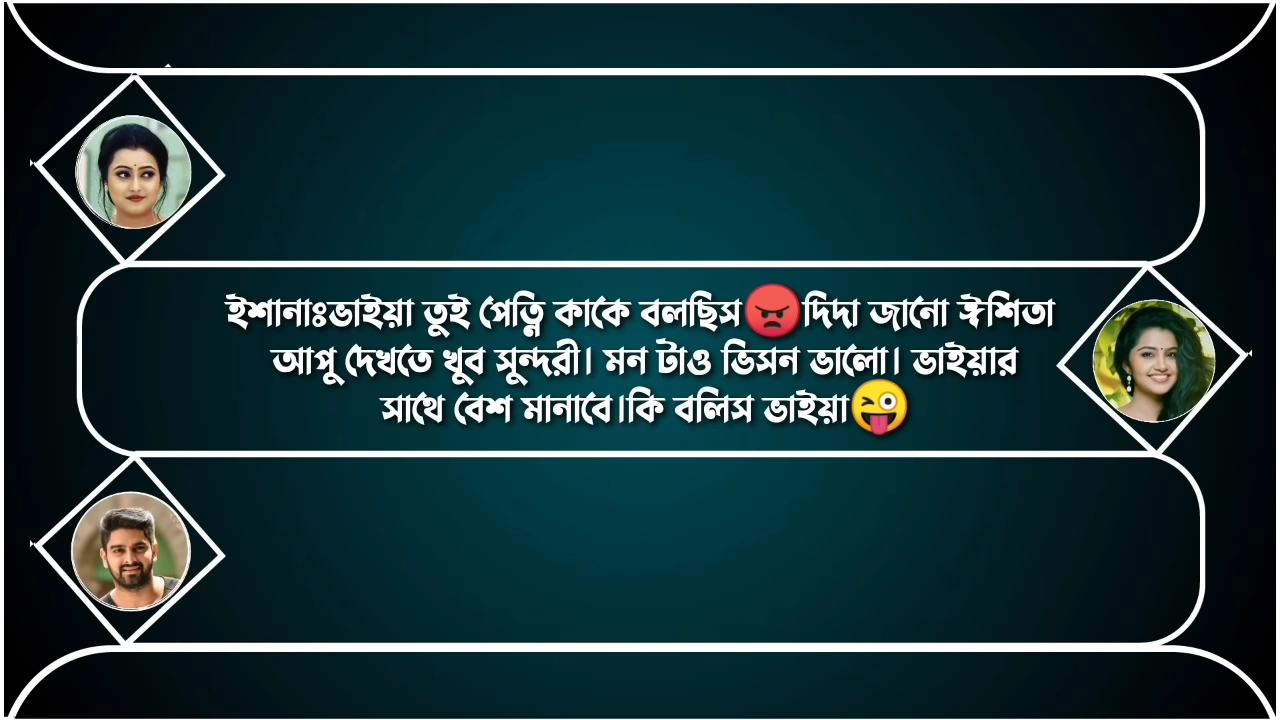 ইশানাঃভাইয়া তুই পেত্নি কাকে বলছিস😡দিদা জানো ঈশিতা
আপু দেখতে খুব সুন্দরী। মন টাও ভিসন ভালো। ভাইয়ার
সাথে বেশ মানাবে।কি বলিস ভাইয়া😜